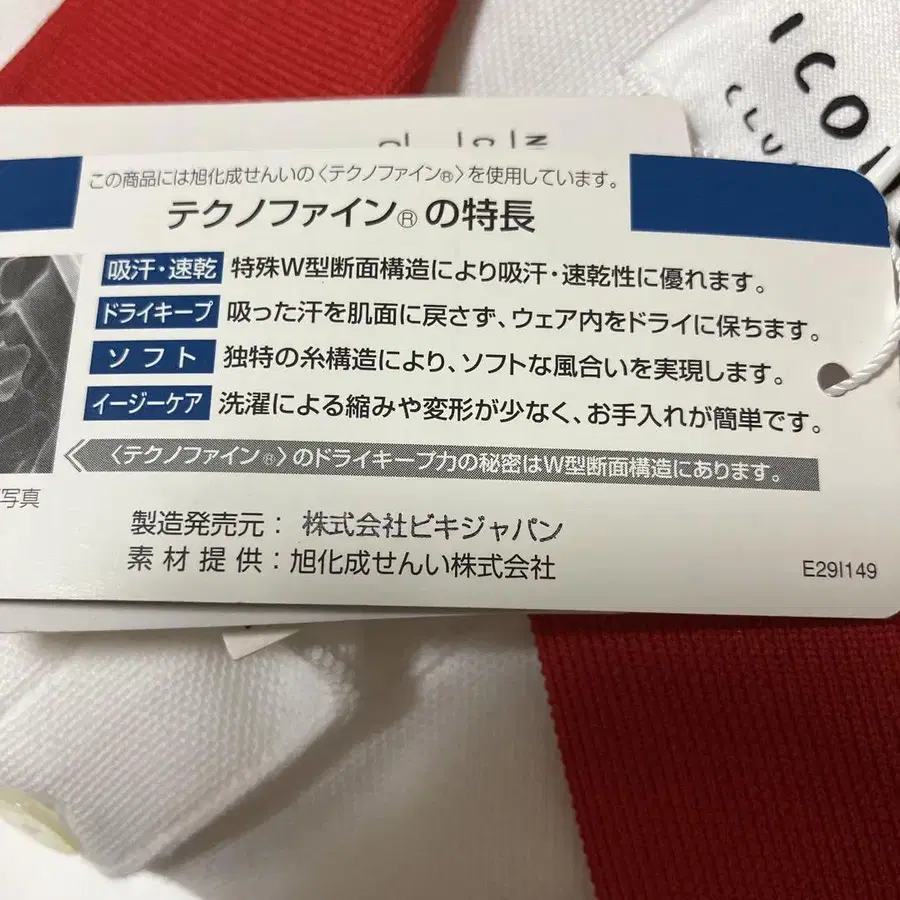 ICON
CLU
この商品には旭化成せんいの〈テクノファイン®〉を使用しています。
テクノファイン®の特長
吸汗・速乾 特殊W型断面構造により吸汗・速乾性に優れます。
ドライキープ 吸った汗を肌面に戻さず、ウェア内をドライに保ちます。
ソフト 独特の糸構造により、ソフトな風合いを実現します。
イージーケア 洗濯による縮みや変形が少なく、お手入れが簡単です。
〈テクノファイン®〉のドライキープ力の秘密はW型断面構造にあります。
写真
製造発売元： 株式会社ビキジャパン
素材提供：旭化成せんい株式会社
E29I149